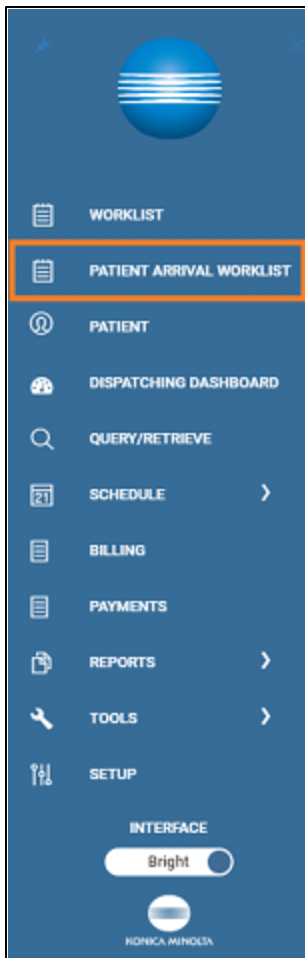 WORKLIST
PATIENT ARRIVAL WORKLIST
PATIENT
DISPATCHING DASHBOARD
QUERY/RETRIEVE
21 SCHEDULE
BILLING
PAYMENTS
REPORTS
TOOLS
SETUP
INTERFACE
Bright
KONICA MINOLTA